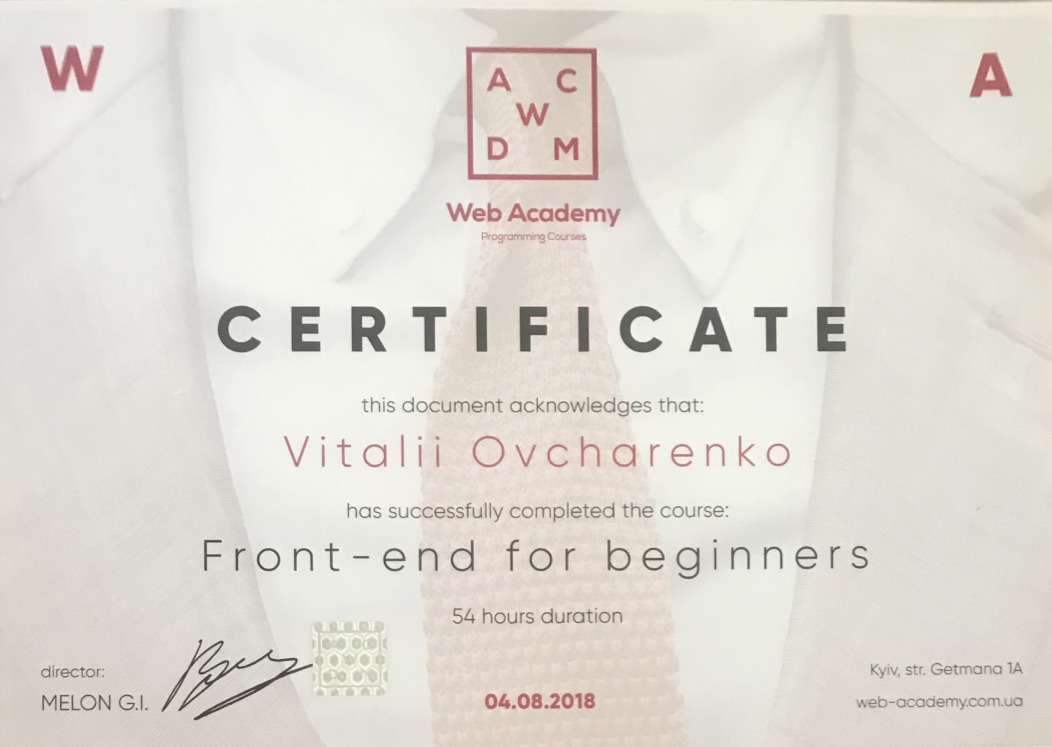 W
A
A C
W
D M
Web Academy
Programming Courses
CERTIFICATE
this document acknowledges that:
Vitalii Ovcharenko
has successfully completed the course:
Front-end for beginners
54 hours duration
director:
MELON G.I.
04.08.2018
Kyiv, str. Getmana 1A
web-academy.com.ua